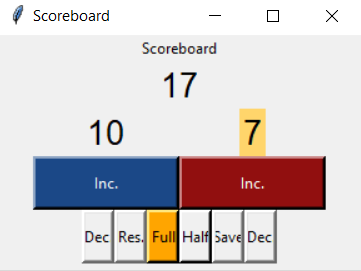 Scoreboard
Scoreboard
17
10 7
Inc. Inc.
Dec Res. Full Half Save Dec